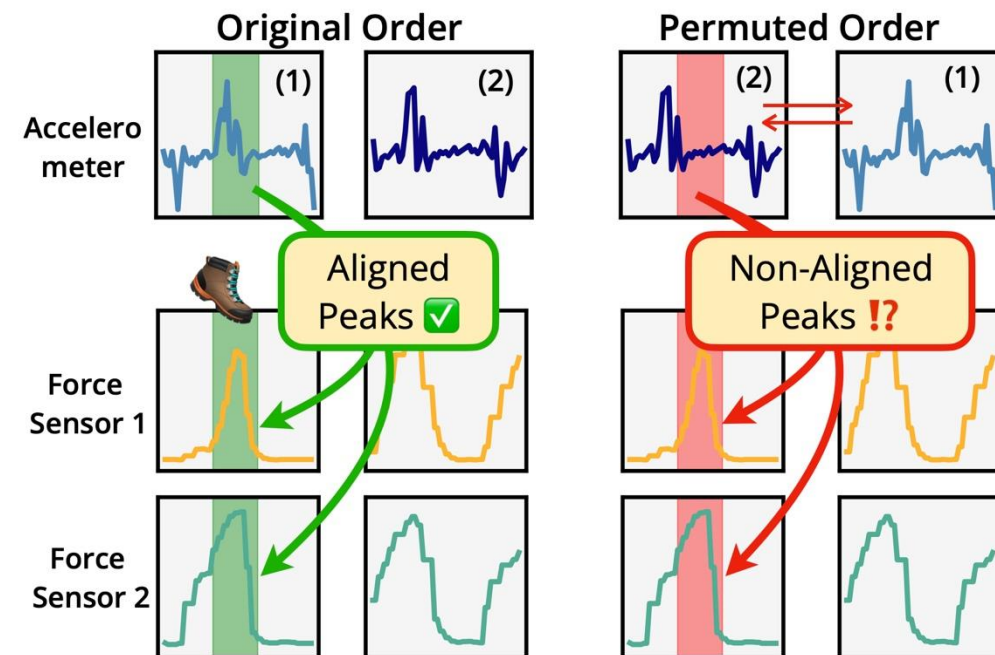 Original Order
Permuted Order
Accelero
meter
(1)
(2)
(2)
(1)
Aligned
Peaks ✅
Non-Aligned
Peaks ⁉
Force
Sensor 1
Force
Sensor 2